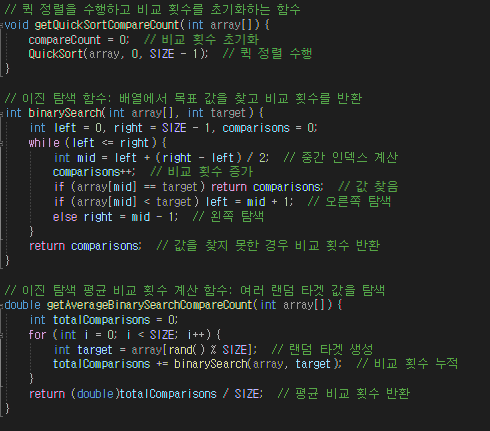 // 퀵 정렬을 수행하고 비교 횟수를 초기화하는 함수
void getQuickSortCompareCount(int array[]) {
    compareCount = 0;  // 비교 횟수 초기화
    QuickSort(array, 0, SIZE - 1);  // 퀵 정렬 수행
}
// 이진 탐색 함수: 배열에서 목표 값을 찾고 비교 횟수를 반환
int binarySearch(int array[], int target) {
    int left = 0, right = SIZE - 1, comparisons = 0;
    while (left <= right) {
        int mid = left + (right - left) / 2;  // 중간 인덱스 계산
        comparisons++;  // 비교 횟수 증가
        if (array[mid] == target) return comparisons;  // 값 찾음
        if (array[mid] < target) left = mid + 1;  // 오른쪽 탐색
        else right = mid - 1;  // 왼쪽 탐색
    }
    return comparisons;  // 값을 찾지 못한 경우 비교 횟수 반환
}
// 이진 탐색 평균 비교 횟수 계산 함수: 여러 랜덤 타겟 값을 탐색
double getAverageBinarySearchCompareCount(int array[]) {
    int totalComparisons = 0;
    for (int i = 0; i < SIZE; i++) {
        int target = array[rand() % SIZE];  // 랜덤 타겟 생성
        totalComparisons += binarySearch(array, target);  // 비교 횟수 누적
    }
    return (double)totalComparisons / SIZE;  // 평균 비교 횟수 반환
}